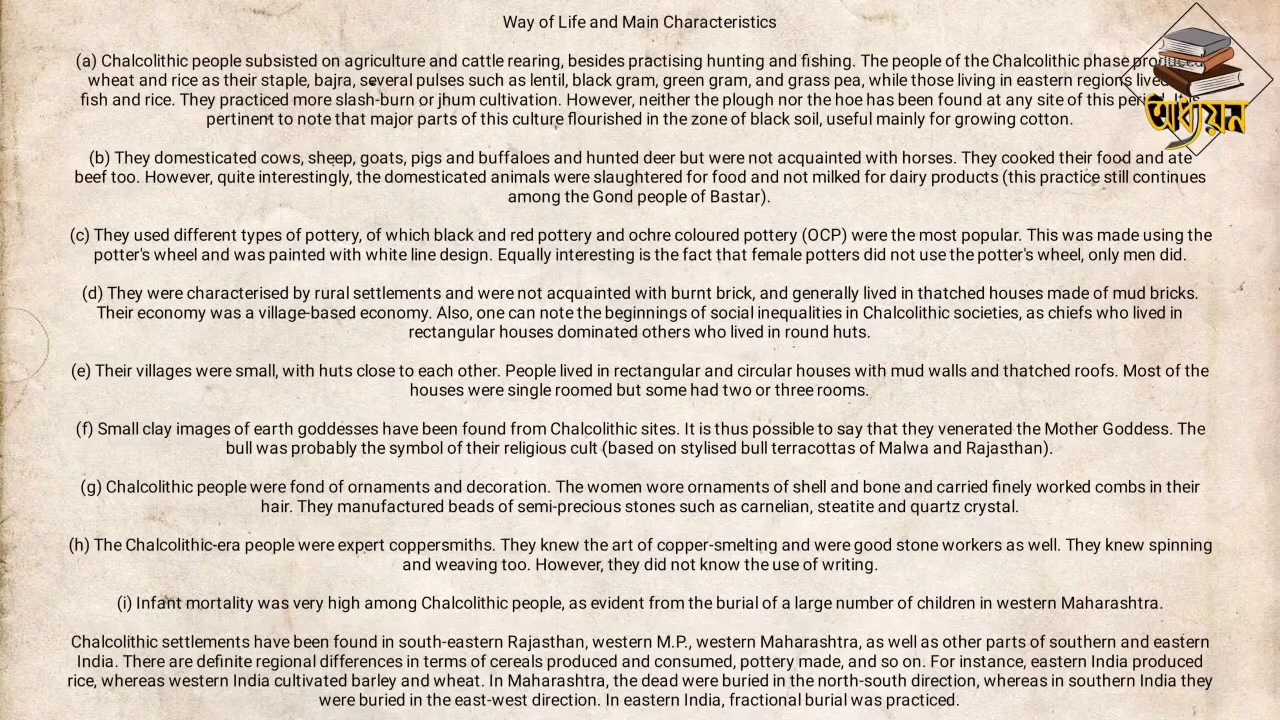 Way of Life and Main Characteristics
(a) Chalcolithic people subsisted on agriculture and cattle rearing, besides practising hunting and fishing. The people of the Chalcolithic phase
wheat and rice as their staple, bajra, several pulses such as lentil, black gram, green gram, and grass pea, while those living in eastern regions
fish and rice. They practiced more slash-burn or jhum cultivation. However, neither the plough nor the hoe has been found at any site of this
pertinent to note that major parts of this culture flourished in the zone of black soil, useful mainly for growing cotton.
(b) They domesticated cows, sheep, goats, pigs and buffaloes and hunted deer but were not acquainted with horses. They cooked their food and ate
beef too. However, quite interestingly, the domesticated animals were slaughtered for food and not milked for dairy products (this practice still continues
among the Gond people of Bastar).
(c) They used different types of pottery, of which black and red pottery and ochre coloured pottery (OCP) were the most popular. This was made using the
potter's wheel and was painted with white line design. Equally interesting is the fact that female potters did not use the potter's wheel, only men did.
(d) They were characterised by rural settlements and were not acquainted with burnt brick, and generally lived in thatched houses made of mud bricks.
Their economy was a village-based economy. Also, one can note the beginnings of social inequalities in Chalcolithic societies, as chiefs who lived in
rectangular houses dominated others who lived in round huts.
(e) Their villages were small, with huts close to each other. People lived in rectangular and circular houses with mud walls and thatched roofs. Most of the
houses were single roomed but some had two or three rooms.
(f) Small clay images of earth goddesses have been found from Chalcolithic sites. It is thus possible to say that they venerated the Mother Goddess. The
bull was probably the symbol of their religious cult (based on stylised bull terracottas of Malwa and Rajasthan).
(g) Chalcolithic people were fond of ornaments and decoration. The women wore ornaments of shell and bone and carried finely worked combs in their
hair. They manufactured beads of semi-precious stones such as carnelian, steatite and quartz crystal.
(h) The Chalcolithic-era people were expert coppersmiths. They knew the art of copper-smelting and were good stone workers as well. They knew spinning
and weaving too. However, they did not know the use of writing.
(i) Infant mortality was very high among Chalcolithic people, as evident from the burial of a large number of children in western Maharashtra.
Chalcolithic settlements have been found in south-eastern Rajasthan, western M.P., western Maharashtra, as well as other parts of southern and eastern
India. There are definite regional differences in terms of cereals produced and consumed, pottery made, and so on. For instance, eastern India produced
rice, whereas western India cultivated barley and wheat. In Maharashtra, the dead were buried in the north-south direction, whereas in southern India they
were buried in the east-west direction. In eastern India, fractional burial was practiced.
অধ্যয়ন